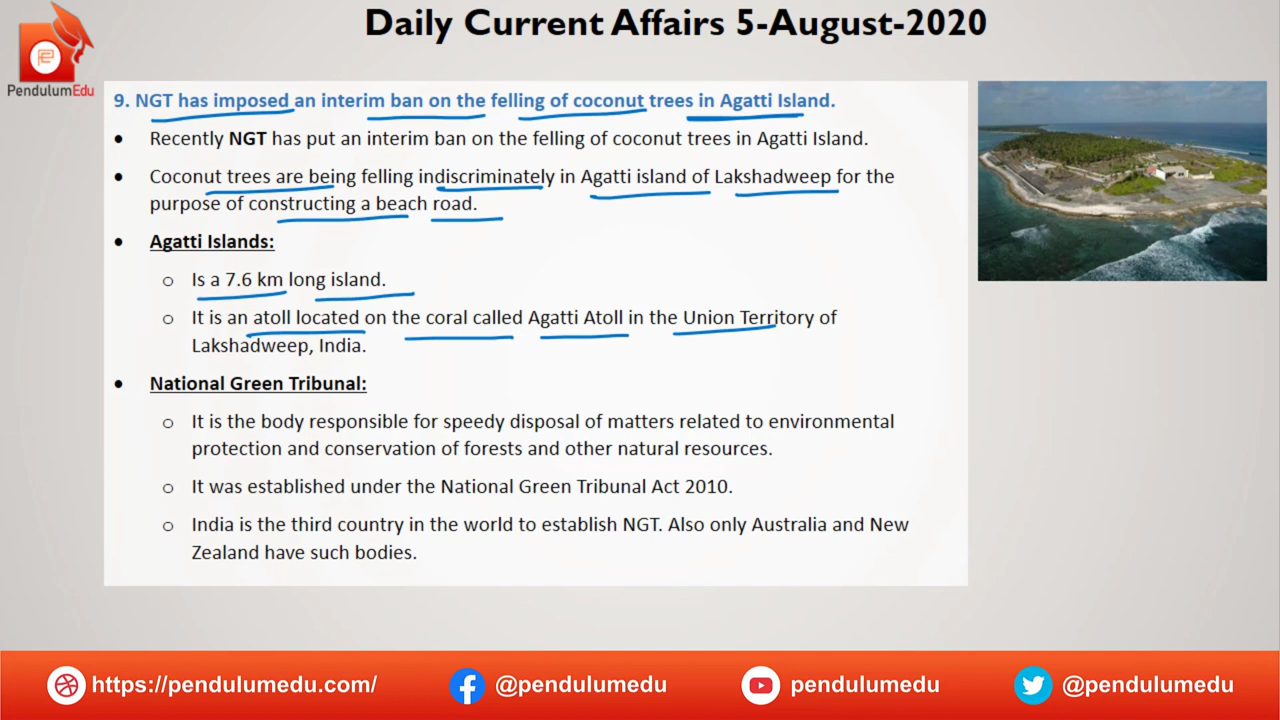 Daily Current Affairs 5-August-2020
PendulumEdu
9. NGT has imposed an interim ban on the felling of coconut trees in Agatti Island.
• Recently NGT has put an interim ban on the felling of coconut trees in Agatti Island.
• Coconut trees are being felling indiscriminately in Agatti island of Lakshadweep for the
purpose of constructing a beach road.
• Agatti Islands:
o Is a 7.6 km long island.
o It is an atoll located on the coral called Agatti Atoll in the Union Territory of
Lakshadweep, India.
• National Green Tribunal:
o It is the body responsible for speedy disposal of matters related to environmental
protection and conservation of forests and other natural resources.
o It was established under the National Green Tribunal Act 2010.
o India is the third country in the world to establish NGT. Also only Australia and New
Zealand have such bodies.
https://pendulumedu.com/ @pendulumedu pendulumedu @pendulumedu